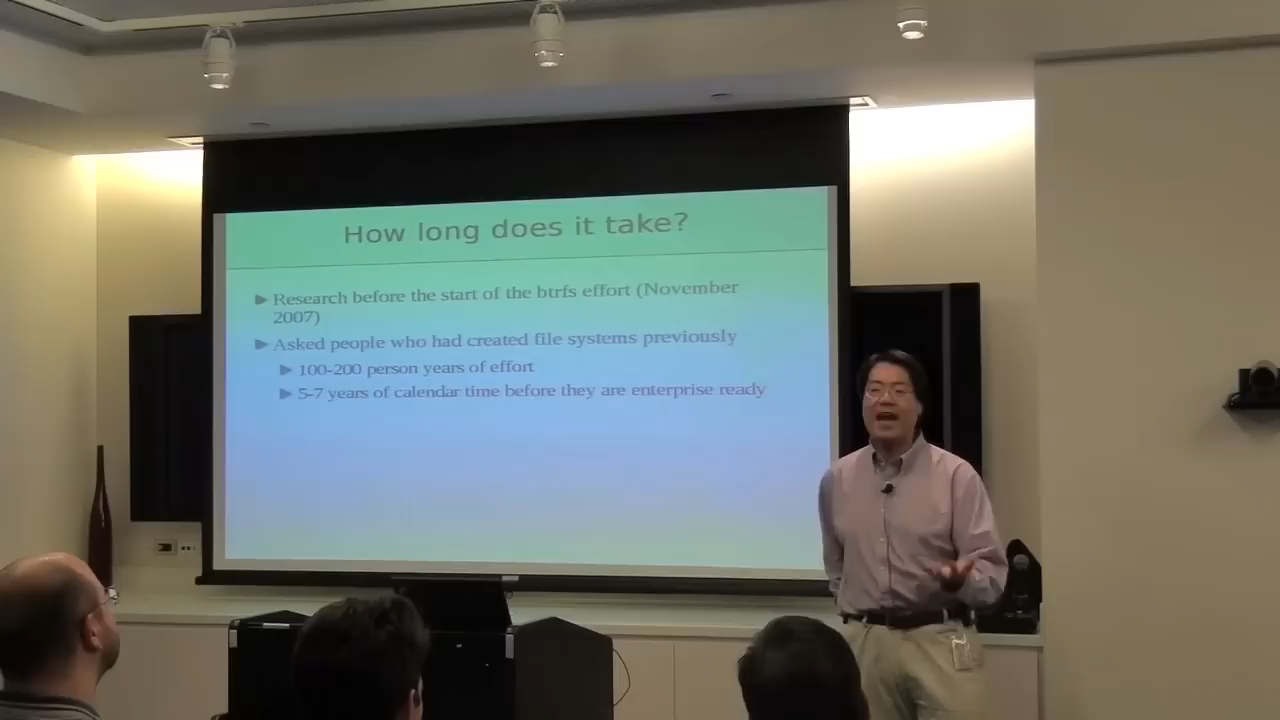 How long does it take?
Research before the start of the btrfs effort (November
2007)
Asked people who had created file systems previously
100-200 person years of effort
5-7 years of calendar time before they are enterprise ready